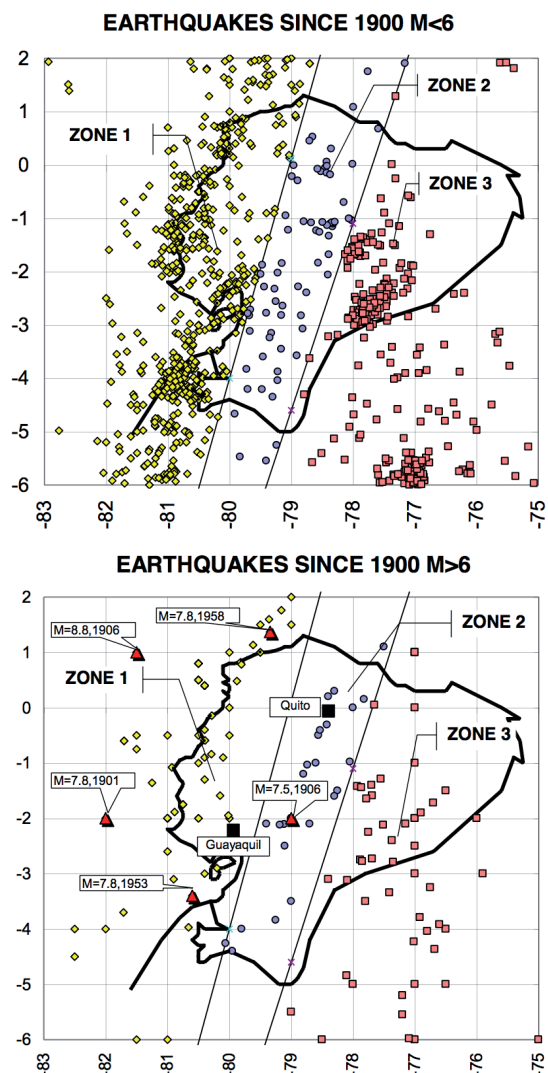 EARTHQUAKES SINCE 1900 M<6
2
1
0
-1
-2
-3
-4
-5
-6
ZONE 1
ZONE 2
ZONE 3
-83
-82
-81
-80
-79
-78
-77
-75
EARTHQUAKES SINCE 1900 M>6
2
1
0
-1
-2
-3
-4
-5
-6
M=7.8,1958
M=8.8,1906
ZONE 2
ZONE 1
Quito
ZONE 3
M=7.8,1901
M=7.5,1906
Guayaquil
M=7.8,1953
-83
-82
-81
-80
-79
-78
-77
-76
-75